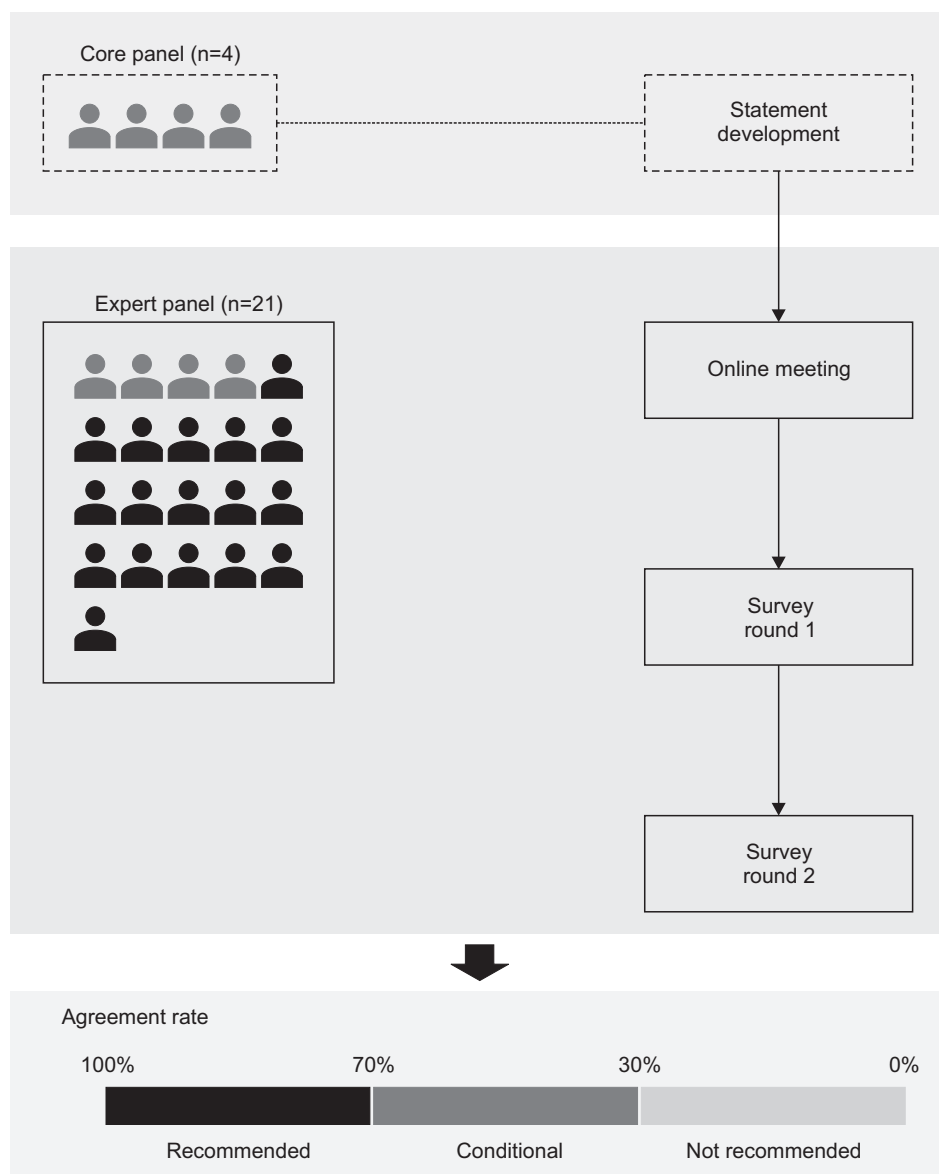 Core panel (n=4)
Statement
development
Expert panel (n=21)
Online meeting
Survey
round 1
Survey
round 2
Agreement rate
100% 70% 30% 0%
Recommended Conditional Not recommended